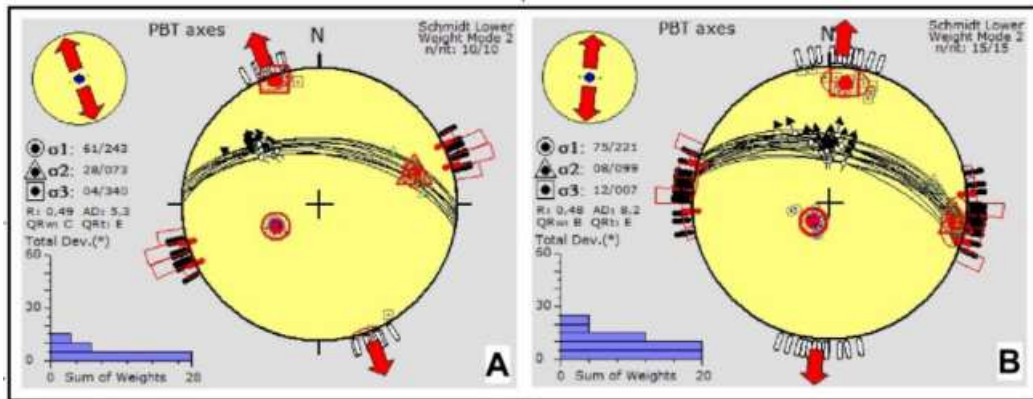 PBT axes
N
Schmidt Lower
Weight Mode 2
n/nt: 10/10
σ1: 61/243
σ2: 28/073
σ3: 04/340
R: 0,49 AD: 5,3
QRw: C QRt: E
Total Dev.(°)
60
30
0
0 Sum of Weights 28
A
PBT axes
N
Schmidt Lower
Weight Mode 2
n/nt: 15/15
σ1: 75/221
σ2: 08/099
σ3: 12/007
R: 0,48 AD: 8,2
QRw: B QRt: E
Total Dev.(°)
60
30
0
0 Sum of Weights 20
B